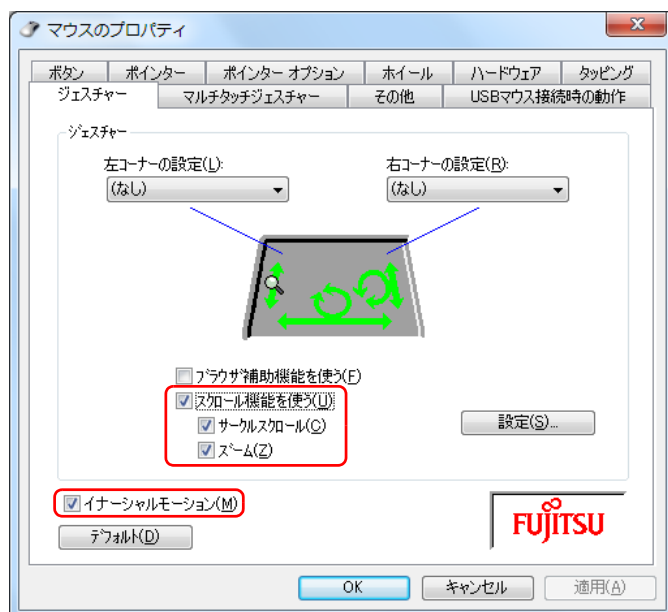 マウスのプロパティ
ボタン ポインター ポインター オプション ホイール ハードウェア タッピング
ジェスチャー マルチタッチジェスチャー その他 USBマウス接続時の動作
ジェスチャー
左コーナーの設定(L): 右コーナーの設定(R):
(なし) (なし)
ブラウザ補助機能を使う(F)
スクロール機能を使う(U)
サークルスクロール(C) 設定(S)...
ズーム(Z)
イナーシャルモーション(M)
FUJITSU
デフォルト(D)
OK キャンセル 適用(A)